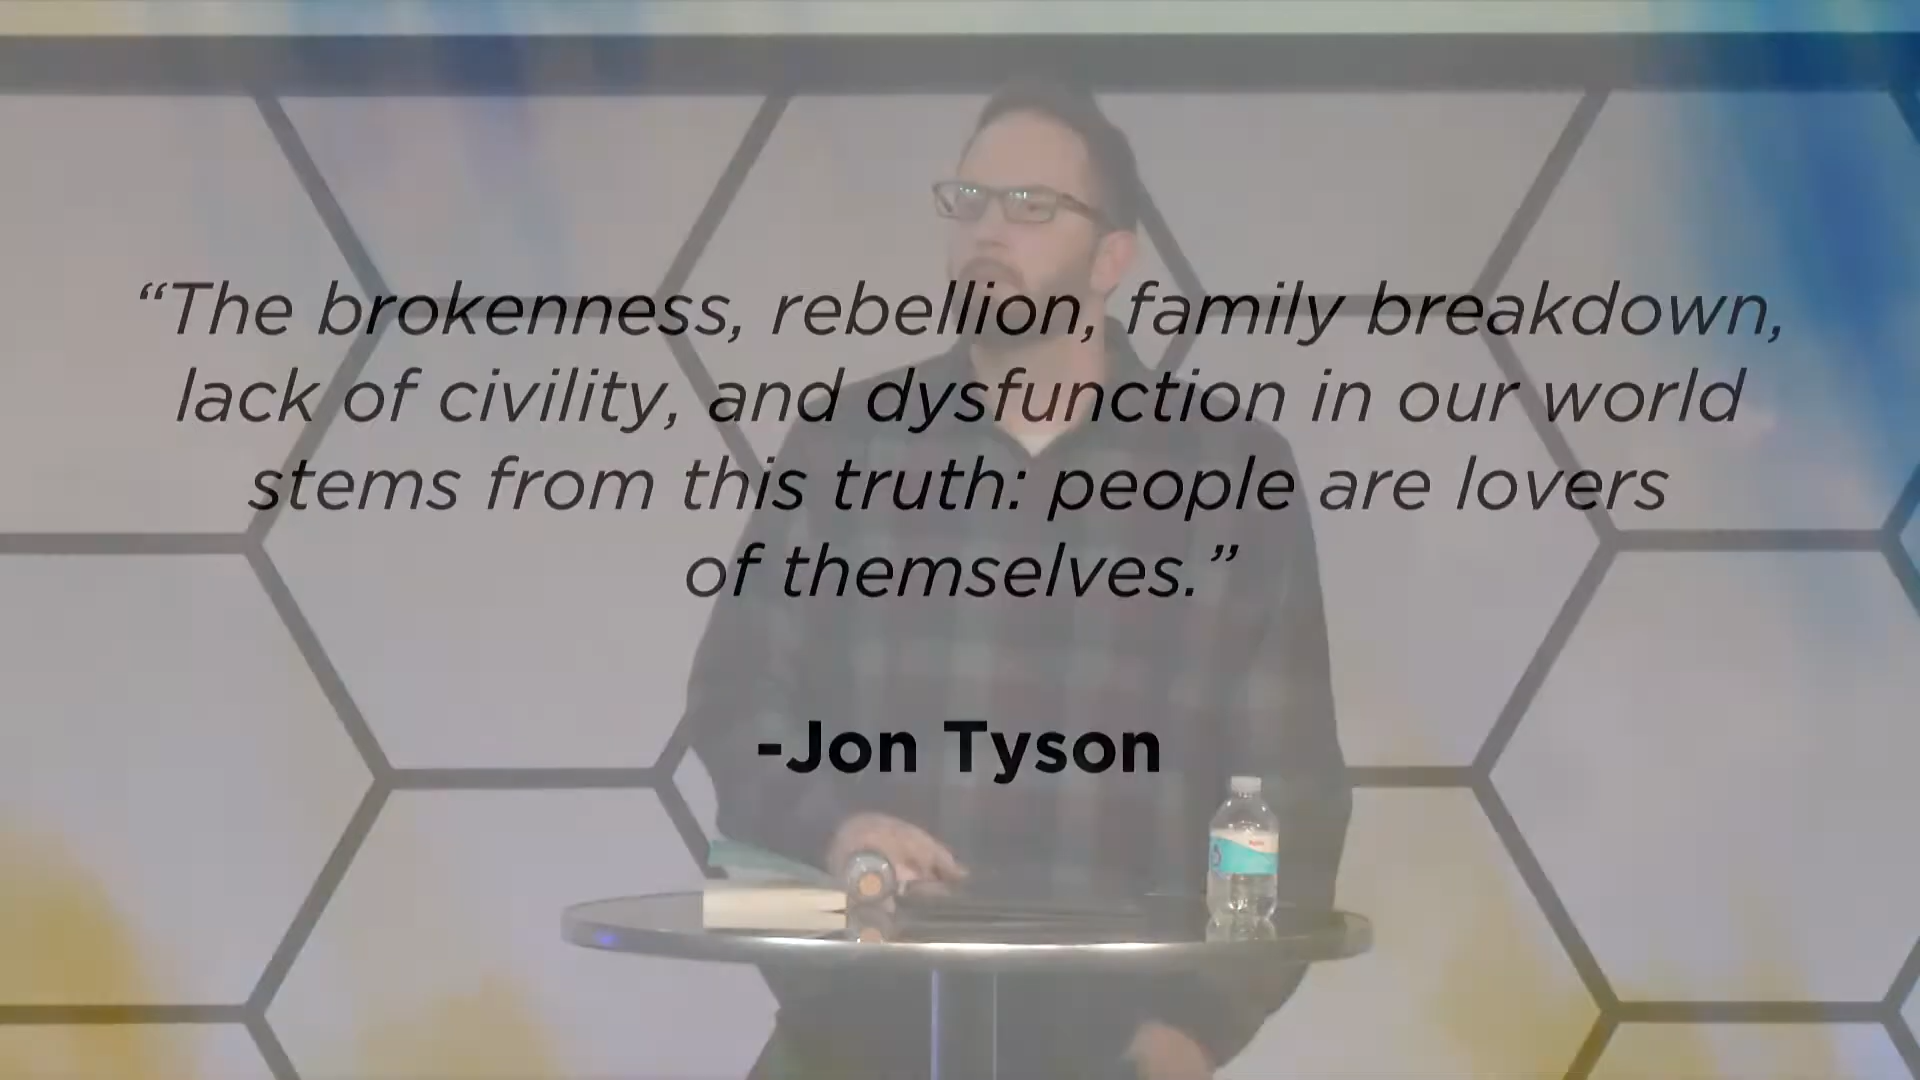 “The brokenness, rebellion, family breakdown,
lack of civility, and dysfunction in our world
stems from this truth: people are lovers
of themselves.”
-Jon Tyson